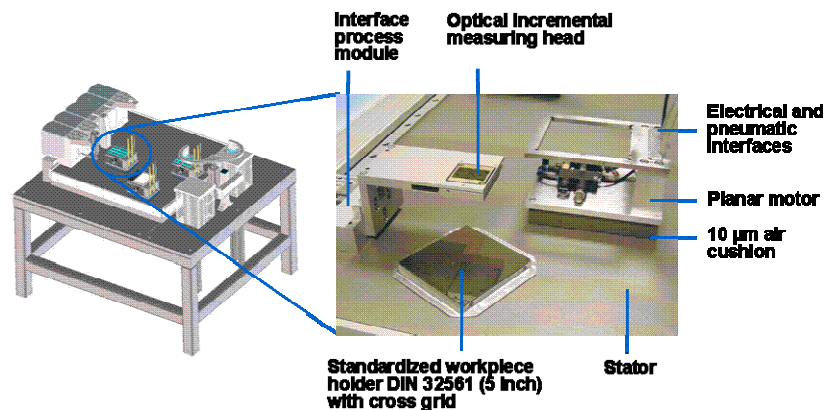 Interface
process
module
Optical incremental
measuring head
Electrical and
pneumatic
interfaces
Planar motor
10 µm air
cushion
Standardized workpiece
holder DIN 32561 (5 inch)
with cross grid
Stator